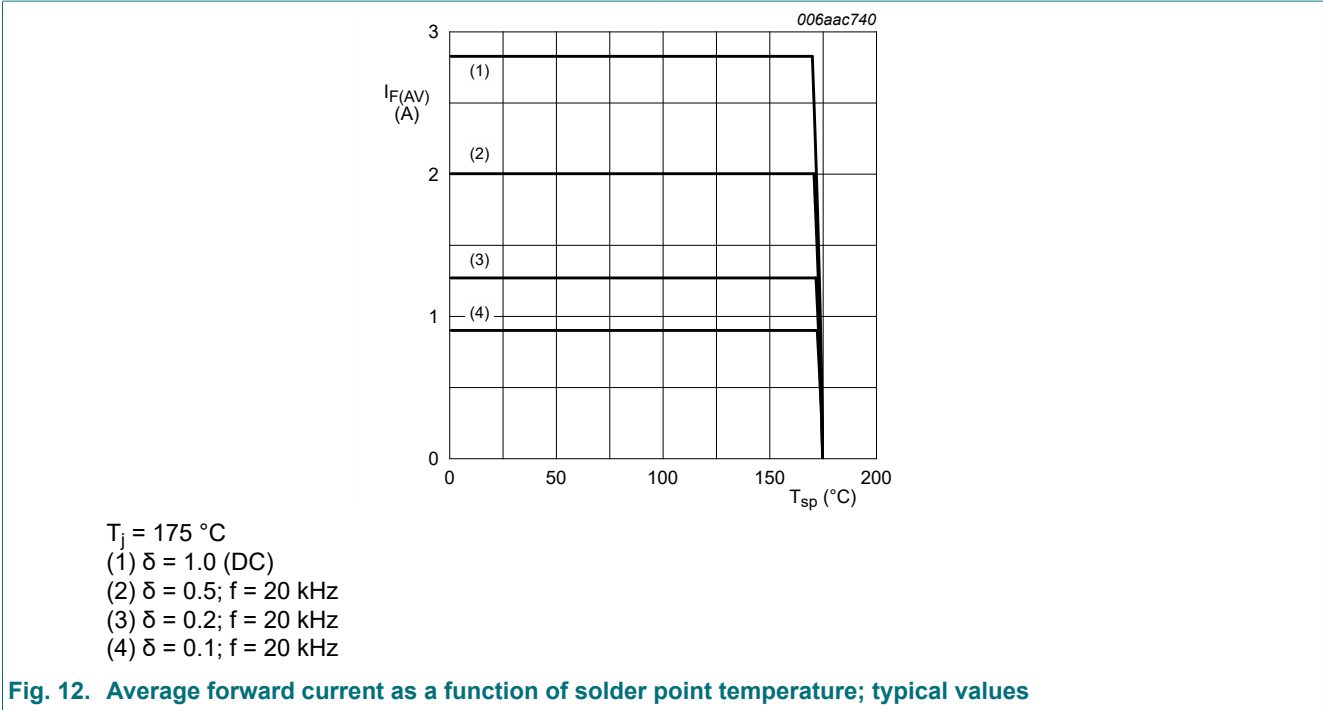 006aac740
3
I_F(AV)
(A)
(1)
(2)
2
(3)
1
(4)
0
0
50
100
150
200
T_sp (°C)
T_j = 175 °C
(1) δ = 1.0 (DC)
(2) δ = 0.5; f = 20 kHz
(3) δ = 0.2; f = 20 kHz
(4) δ = 0.1; f = 20 kHz
Fig. 12. Average forward current as a function of solder point temperature; typical values